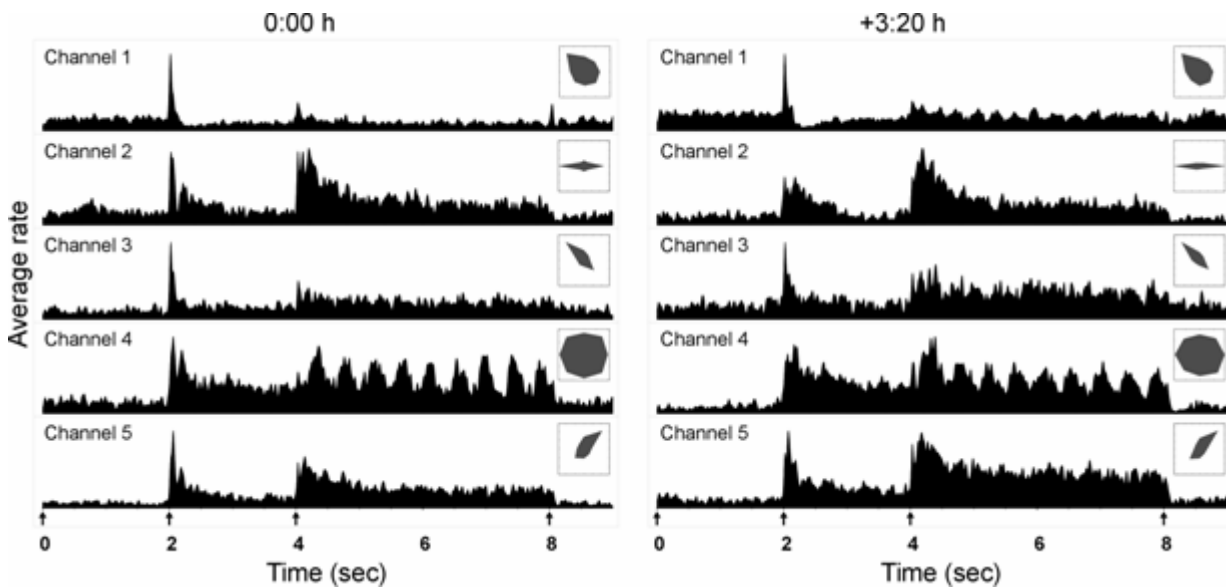 0:00 h
+3:20 h
Average rate
Channel 1
Channel 2
Channel 3
Channel 4
Channel 5
0 2 4 6 8
Time (sec)
Channel 1
Channel 2
Channel 3
Channel 4
Channel 5
0 2 4 6 8
Time (sec)